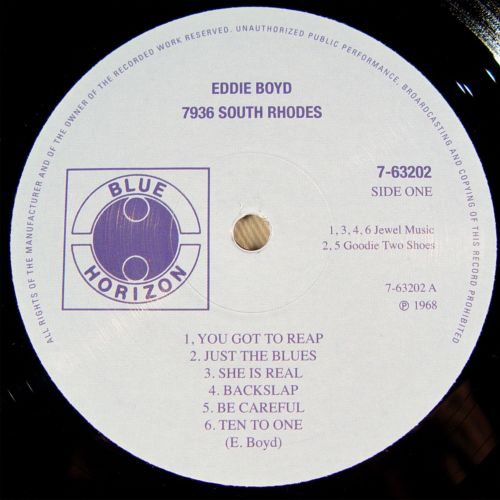 ALL RIGHTS OF THE MANUFACTURER AND OF THE OWNER OF THE RECORDED WORK RESERVED. UNAUTHORIZED PUBLIC PERFORMANCE, BROADCASTING AND COPYING OF THIS RECORD PROHIBITED
EDDIE BOYD
7936 SOUTH RHODES
BLUE
HORIZON
7-63202
SIDE ONE
1, 3, 4, 6 Jewel Music
2, 5 Goodie Two Shoes
7-63202 A
℗ 1968
1, YOU GOT TO REAP
2. JUST THE BLUES
3. SHE IS REAL
4. BACKSLAP
5. BE CAREFUL
6. TEN TO ONE
(E. Boyd)